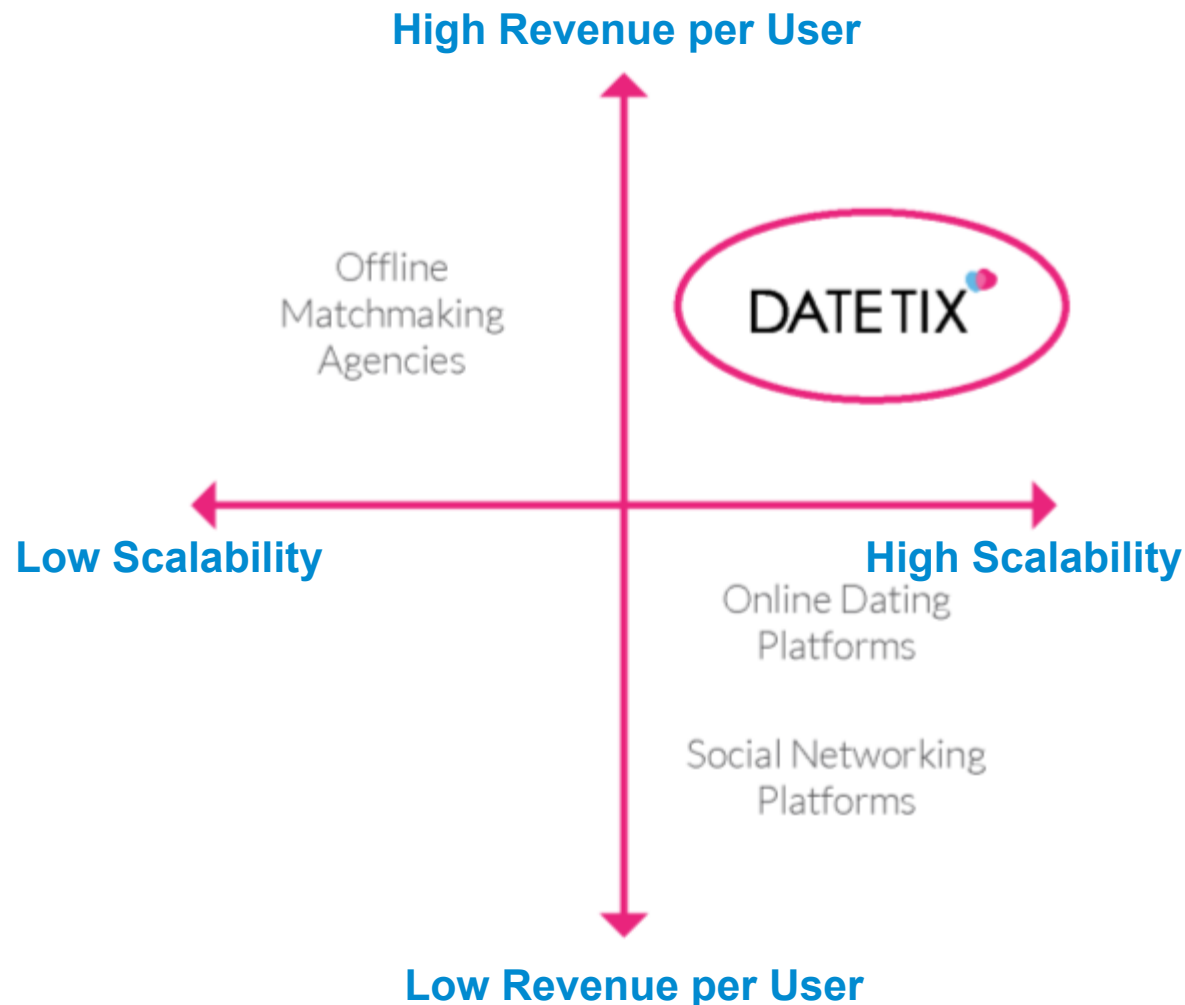 High Revenue per User
Offline
Matchmaking
Agencies
DATETIX
Low Scalability
High Scalability
Online Dating
Platforms
Social Networking
Platforms
Low Revenue per User